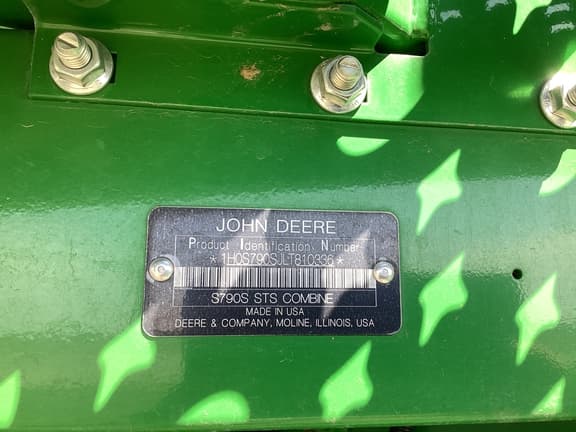 JOHN DEERE
Product Identification Number
*1H0S790SJLT810336*
S790S STS COMBINE
MADE IN USA
DEERE & COMPANY, MOLINE, ILLINOIS, USA